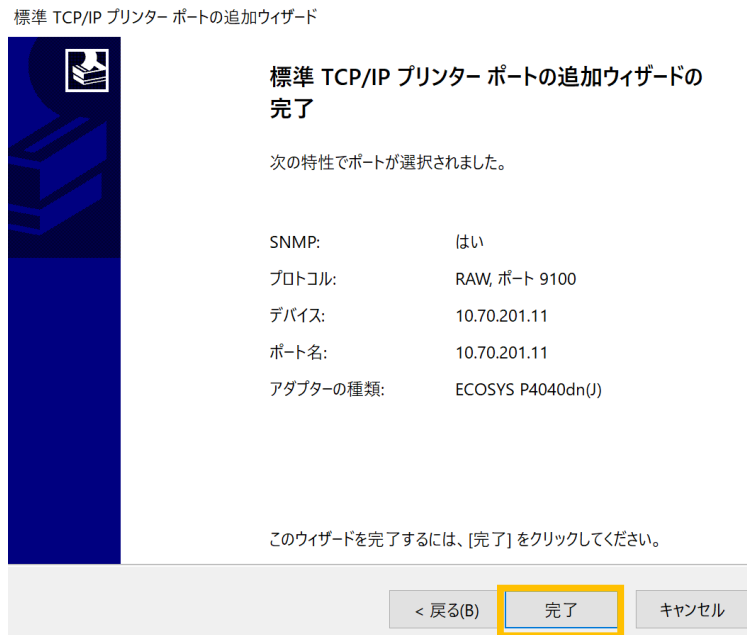 標準 TCP/IP プリンター ポートの追加ウィザード
標準 TCP/IP プリンター ポートの追加ウィザードの
完了
次の特性でポートが選択されました。
SNMP: はい
プロトコル: RAW, ポート 9100
デバイス: 10.70.201.11
ポート名: 10.70.201.11
アダプターの種類: ECOSYS P4040dn(J)
このウィザードを完了するには、[完了] をクリックしてください。
< 戻る(B) 完了 キャンセル